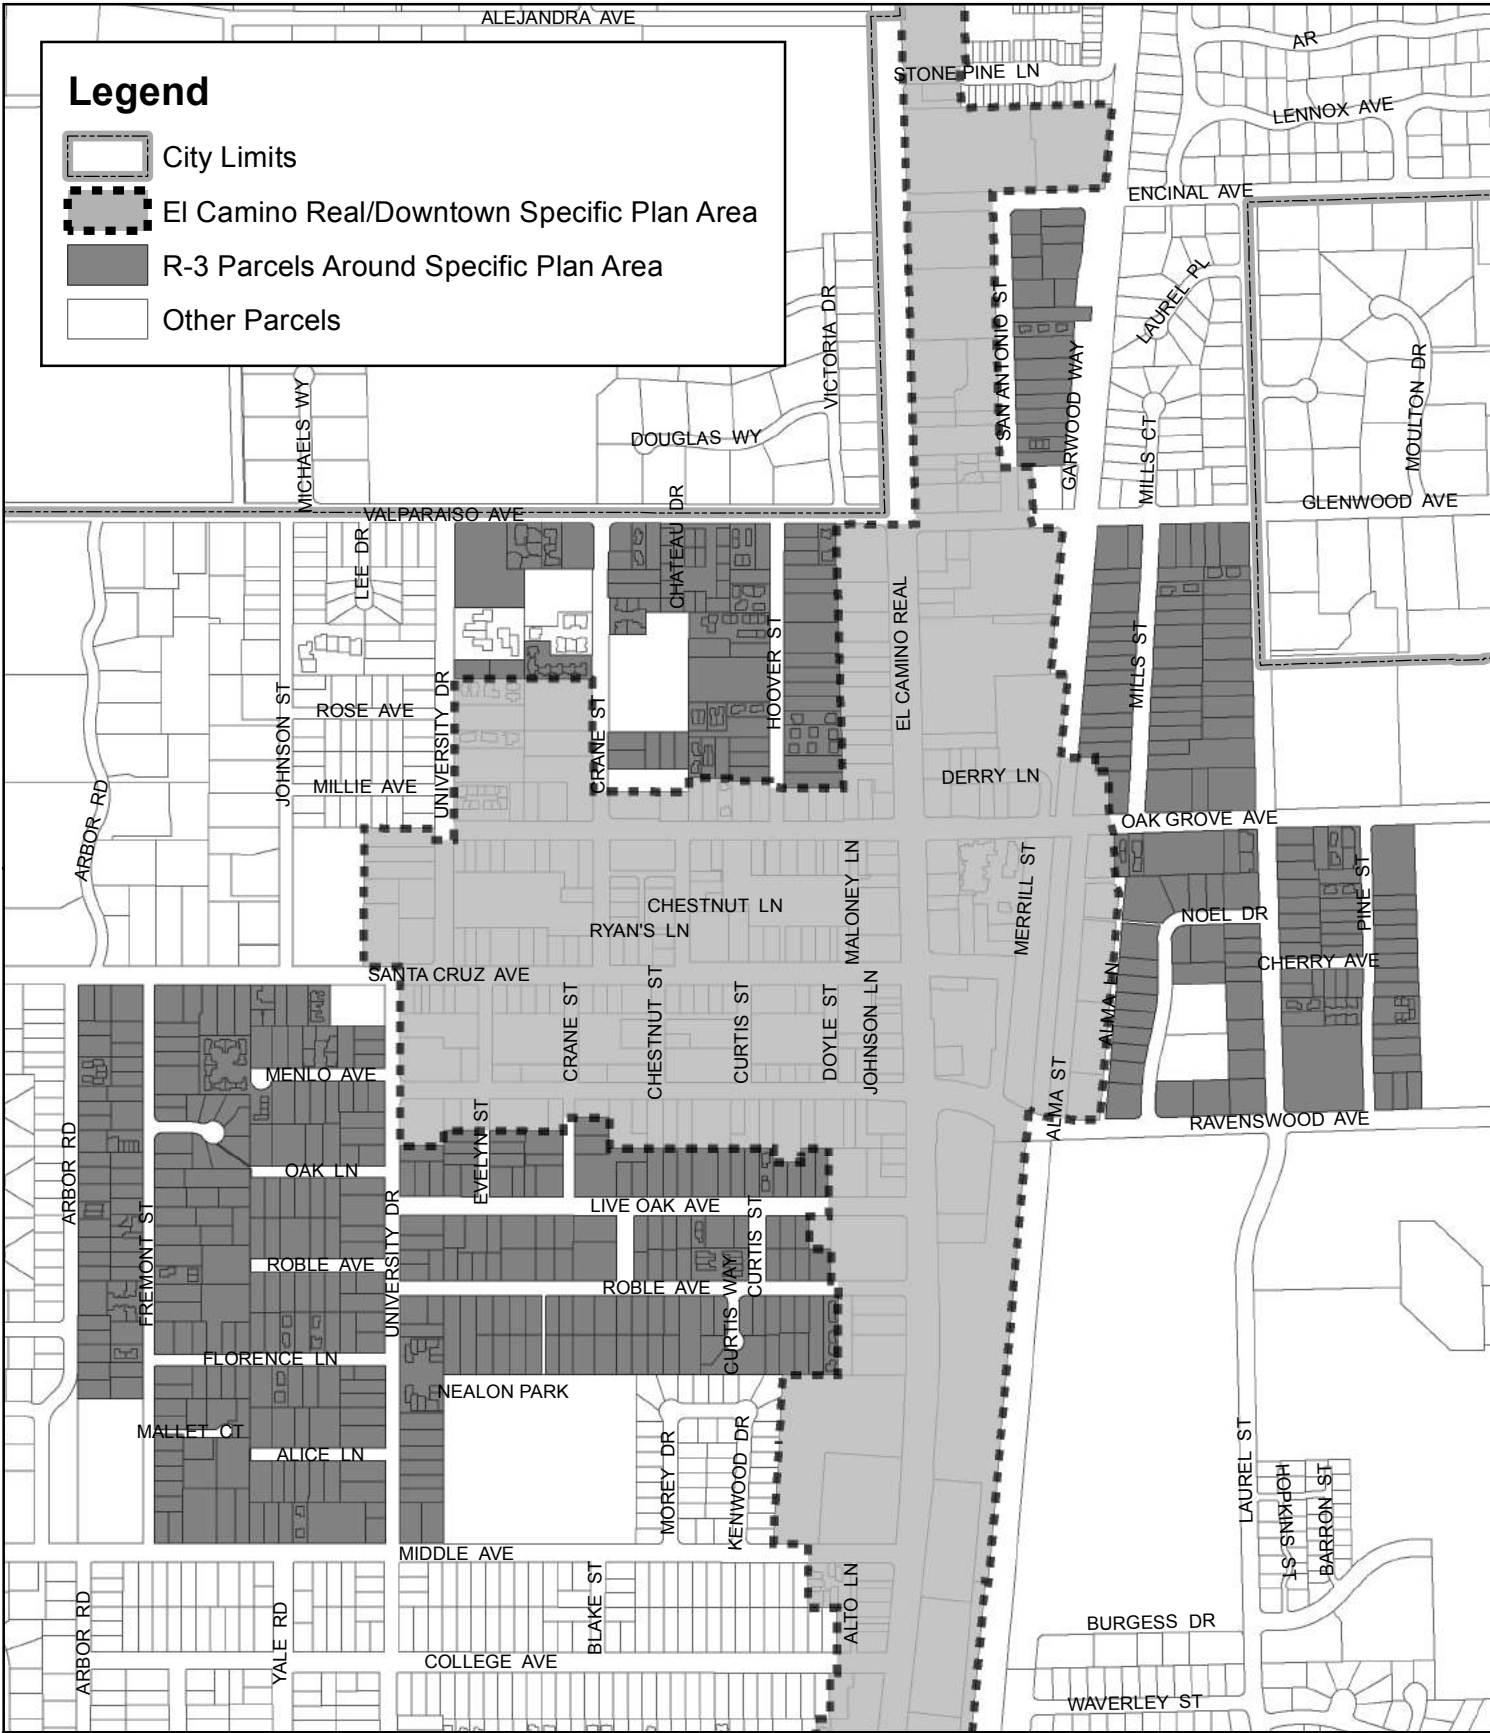 ALEJANDRA AVE
AR
STONE PINE LN
LENNOX AVE
Legend
City Limits
El Camino Real/Downtown Specific Plan Area
R-3 Parcels Around Specific Plan Area
Other Parcels
ENCINAL AVE
LAUREL PL
SAN ANTONIO ST
VICTORIA DR
GARWOOD WAY
MOULTON DR
MICHAELS WY
DOUGLAS WY
MILLS CT
GLENWOOD AVE
VALPARAISO AVE
CHATEAU DR
LEE DR
EL CAMINO REAL
HOOVER ST
MILLS ST
ROSE AVE
JOHNSON ST
UNIVERSITY DR
CRANE ST
MILLIE AVE
DERRY LN
ARBOR RD
OAK GROVE AVE
CHESTNUT LN
RYAN'S LN
MALONEY LN
MERRILL ST
NOEL DR
PINE ST
CHERRY AVE
SANTA CRUZ AVE
CRANE ST
CHESTNUT ST
CURTIS ST
DOYLE ST
JOHNSON LN
ALMA LN
ALMA ST
MENLO AVE
RAVENSWOOD AVE
ARBOR RD
OAK LN
EVELYN ST
LIVE OAK AVE
FREMONT ST
UNIVERSITY DR
CURTIS ST
ROBLE AVE
ROBLE AVE
CURTIS WAY
FLORENCE LN
NEALON PARK
MALLET CT
ALICE LN
MOREY DR
KENWOOD DR
LAUREL ST
HOPKINS ST
BARRON ST
MIDDLE AVE
ARBOR RD
YALE RD
BLAKE ST
ALTO LN
BURGESS DR
COLLEGE AVE
WAVERLEY ST